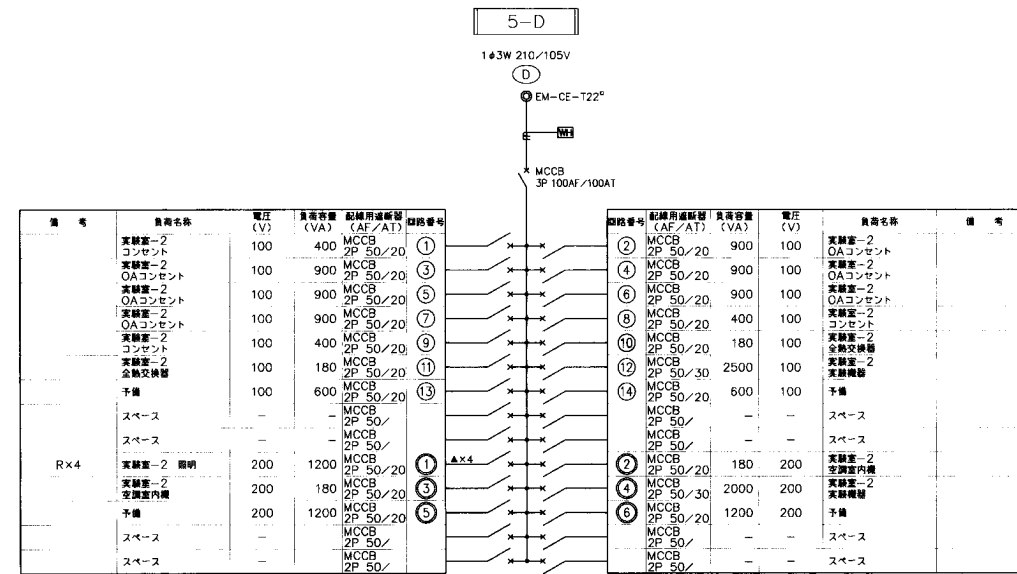 5-D
1φ3W 210/105V
D
EM-CE-T22□
WH
MCCB
3P 100AF/100AT
備 考 負荷名称 電圧(V) 負荷容量(VA) 配線用遮断器(AF/AT) 回路番号 回路番号 配線用遮断器(AF/AT) 負荷容量(VA) 電圧(V) 負荷名称 備 考
実験室-2 コンセント 100 400 MCCB 2P 50/20 ① ② MCCB 2P 50/20 900 100 実験室-2 OAコンセント
実験室-2 OAコンセント 100 900 MCCB 2P 50/20 ③ ④ MCCB 2P 50/20 900 100 実験室-2 OAコンセント
実験室-2 OAコンセント 100 900 MCCB 2P 50/20 ⑤ ⑥ MCCB 2P 50/20 900 100 実験室-2 OAコンセント
実験室-2 OAコンセント 100 900 MCCB 2P 50/20 ⑦ ⑧ MCCB 2P 50/20 400 100 実験室-2 コンセント
実験室-2 コンセント 100 400 MCCB 2P 50/20 ⑨ ⑩ MCCB 2P 50/20 180 100 実験室-2 全熱交換器
実験室-2 全熱交換器 100 180 MCCB 2P 50/20 ⑪ ⑫ MCCB 2P 50/30 2500 100 実験室-2 実験機器
予備 100 600 MCCB 2P 50/20 ⑬ ⑭ MCCB 2P 50/20 600 100 予備
スペース - - MCCB 2P 50/ MCCB 2P 50/ - - スペース
スペース - - MCCB 2P 50/ MCCB 2P 50/ - - スペース
R×4 実験室-2 照明 200 1200 MCCB 2P 50/20 ① ▲×4 ② MCCB 2P 50/20 180 200 実験室-2 空調室内機
実験室-2 空調室内機 200 180 MCCB 2P 50/20 ③ ④ MCCB 2P 50/30 2000 200 実験室-2 実験機器
予備 200 1200 MCCB 2P 50/20 ⑤ ⑥ MCCB 2P 50/20 1200 200 予備
スペース - - MCCB 2P 50/ MCCB 2P 50/ - - スペース
スペース - - MCCB 2P 50/ MCCB 2P 50/ - - スペース